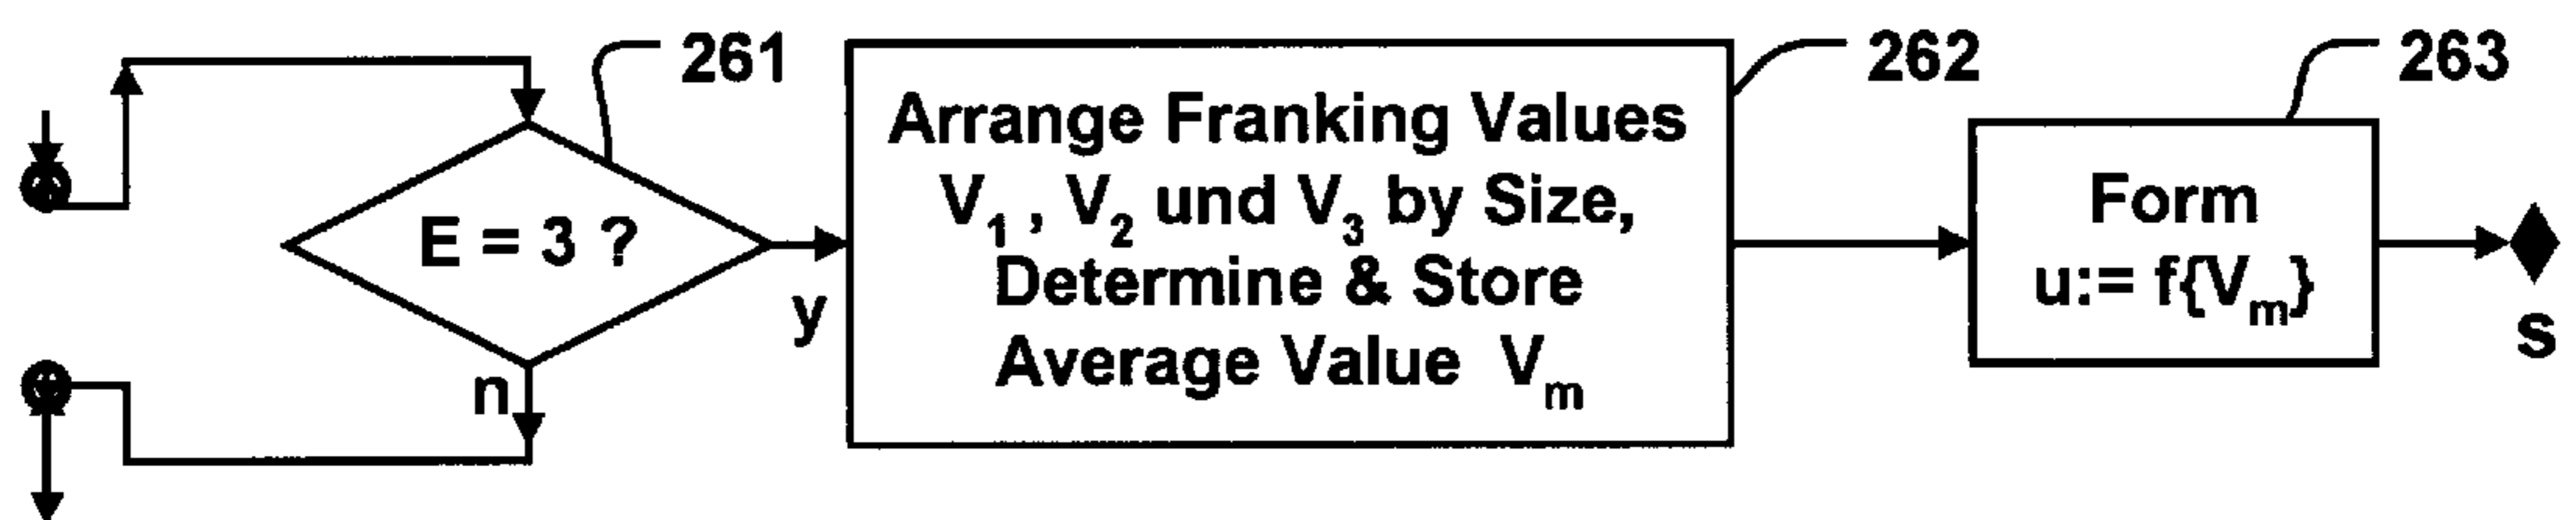 261
E = 3 ?
y
n
262
Arrange Franking Values
V₁ , V₂ und V₃ by Size,
Determine & Store
Average Value Vₘ
263
Form
u:= f{Vₘ}
s